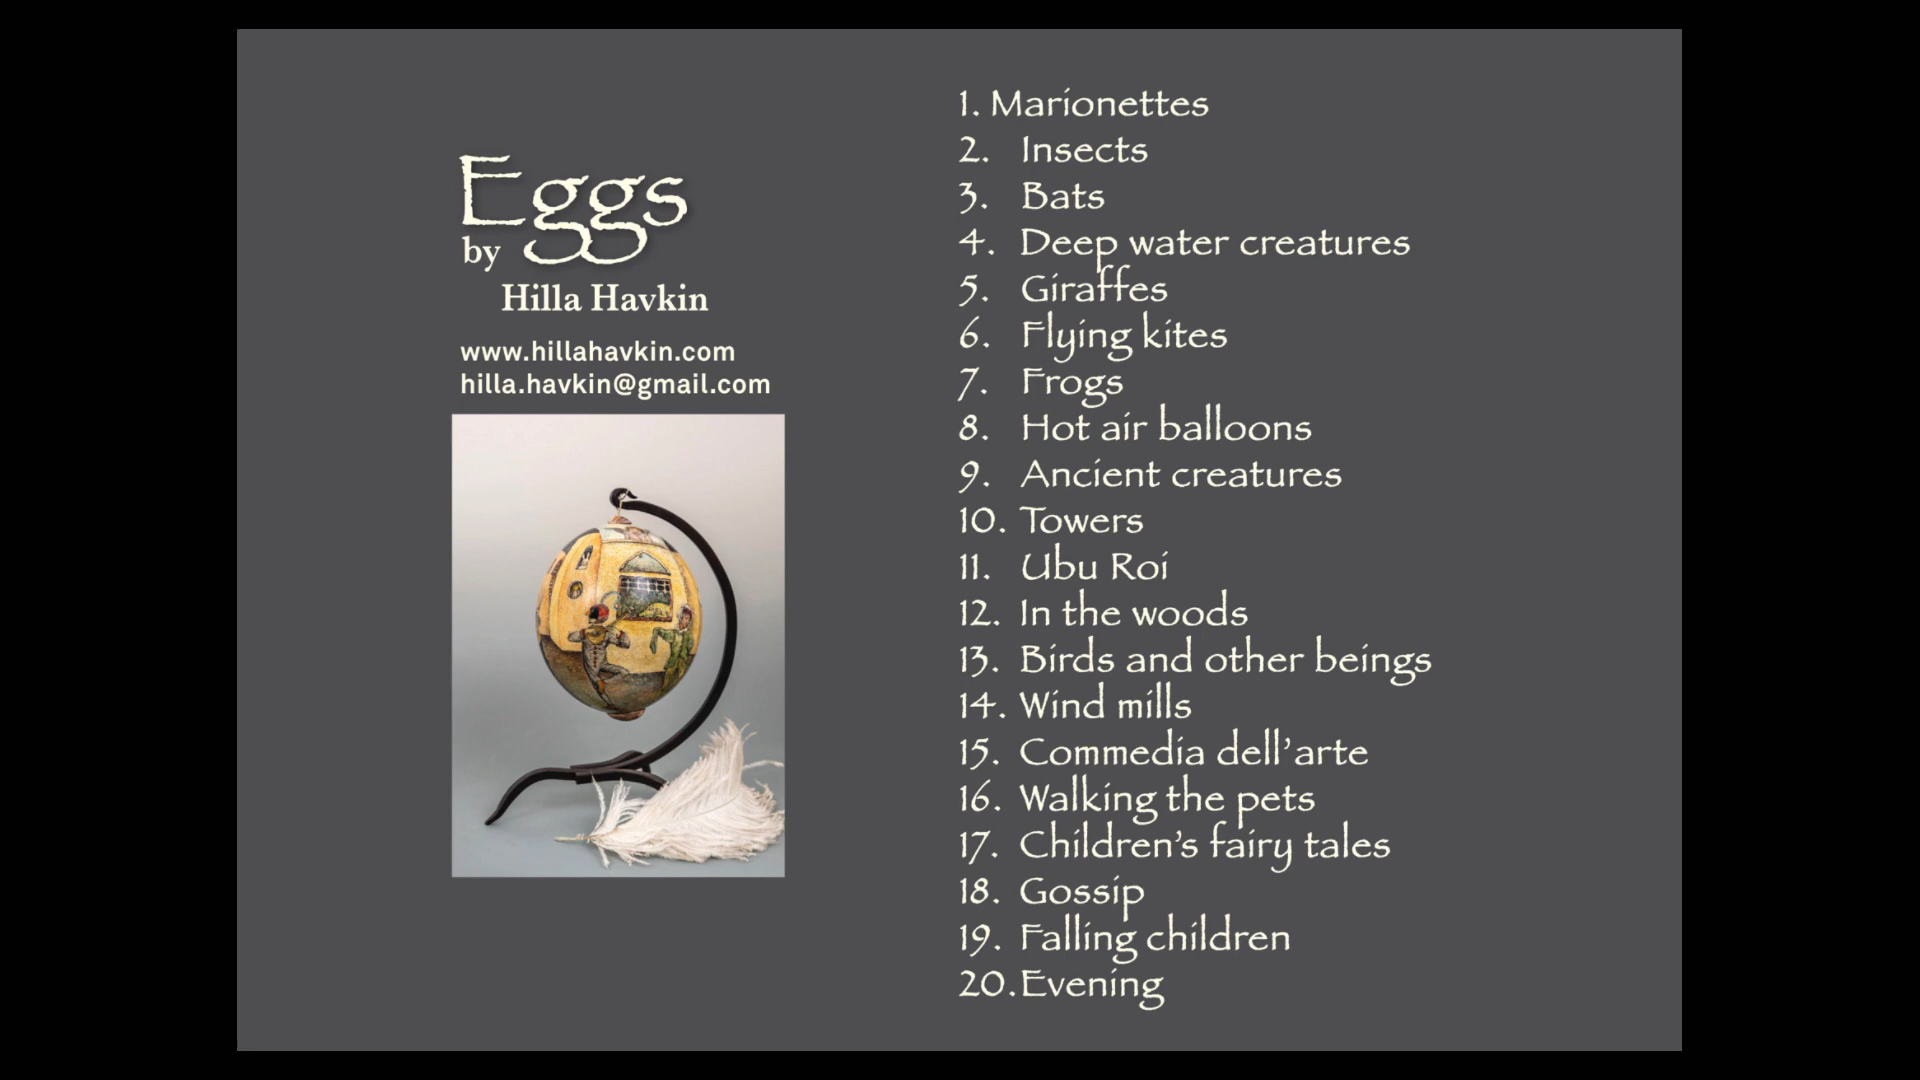 Eggs
by
Hilla Havkin
www.hillahavkin.com
hilla.havkin@gmail.com
1. Marionettes
2. Insects
3. Bats
4. Deep water creatures
5. Giraffes
6. Flying kites
7. Frogs
8. Hot air balloons
9. Ancient creatures
10. Towers
11. Ubu Roi
12. In the woods
13. Birds and other beings
14. Wind mills
15. Commedia dell’arte
16. Walking the pets
17. Children’s fairy tales
18. Gossip
19. Falling children
20. Evening